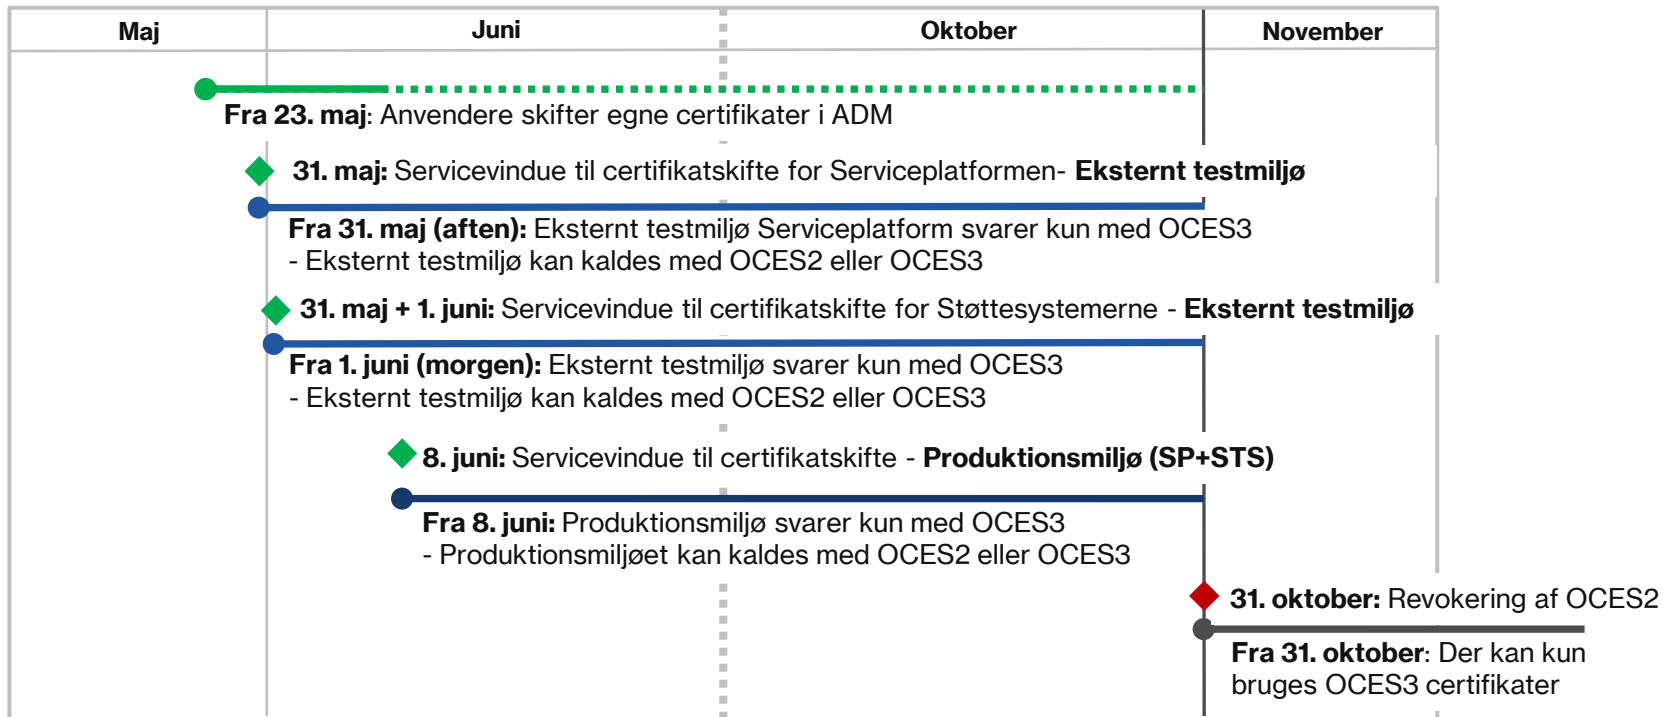 Maj
Juni
Oktober
November
Fra 23. maj: Anvendere skifter egne certifikater i ADM
31. maj: Servicevindue til certifikatskifte for Serviceplatformen- Eksternt testmiljø
Fra 31. maj (aften): Eksternt testmiljø Serviceplatform svarer kun med OCES3
- Eksternt testmiljø kan kaldes med OCES2 eller OCES3
31. maj + 1. juni: Servicevindue til certifikatskifte for Støttesystemerne - Eksternt testmiljø
Fra 1. juni (morgen): Eksternt testmiljø svarer kun med OCES3
- Eksternt testmiljø kan kaldes med OCES2 eller OCES3
8. juni: Servicevindue til certifikatskifte - Produktionsmiljø (SP+STS)
Fra 8. juni: Produktionsmiljø svarer kun med OCES3
- Produktionsmiljøet kan kaldes med OCES2 eller OCES3
31. oktober: Revokering af OCES2
Fra 31. oktober: Der kan kun
bruges OCES3 certifikater